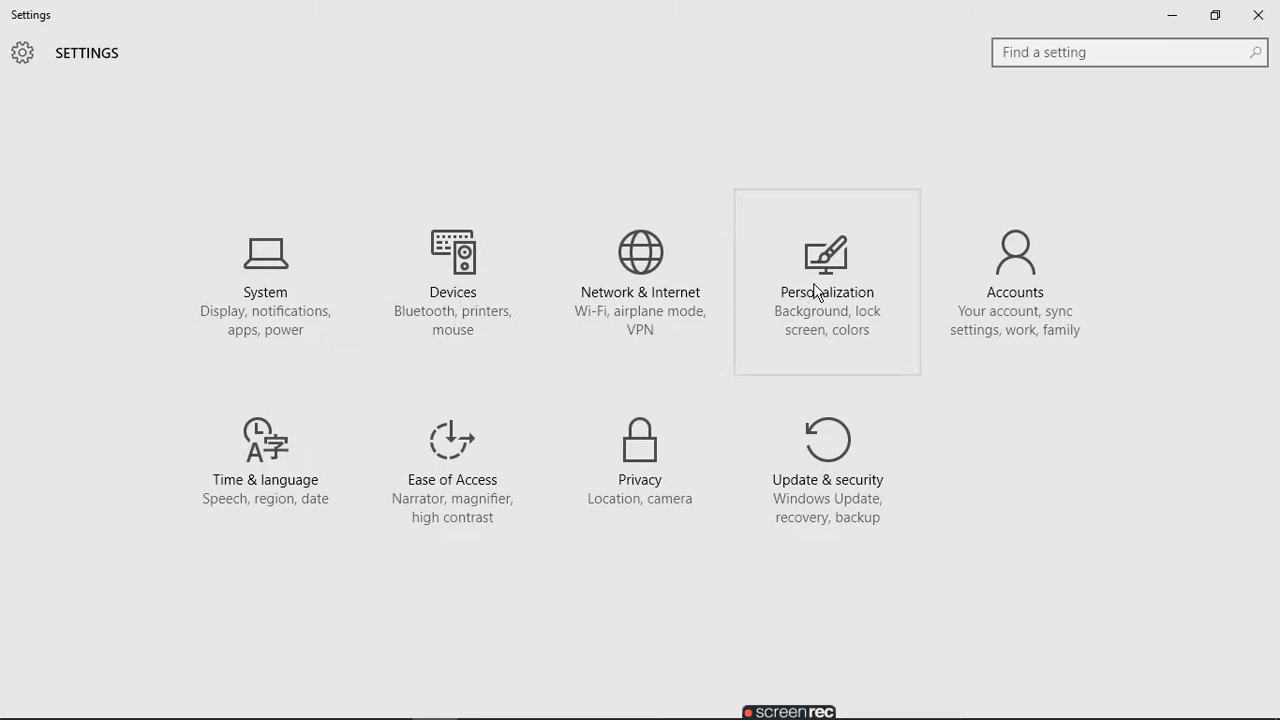 Settings
SETTINGS
Find a setting
System
Display, notifications,
apps, power
Devices
Bluetooth, printers,
mouse
Network & Internet
Wi-Fi, airplane mode,
VPN
Personalization
Background, lock
screen, colors
Accounts
Your account, sync
settings, work, family
A字
Time & language
Speech, region, date
Ease of Access
Narrator, magnifier,
high contrast
Privacy
Location, camera
Update & security
Windows Update,
recovery, backup
screenrec